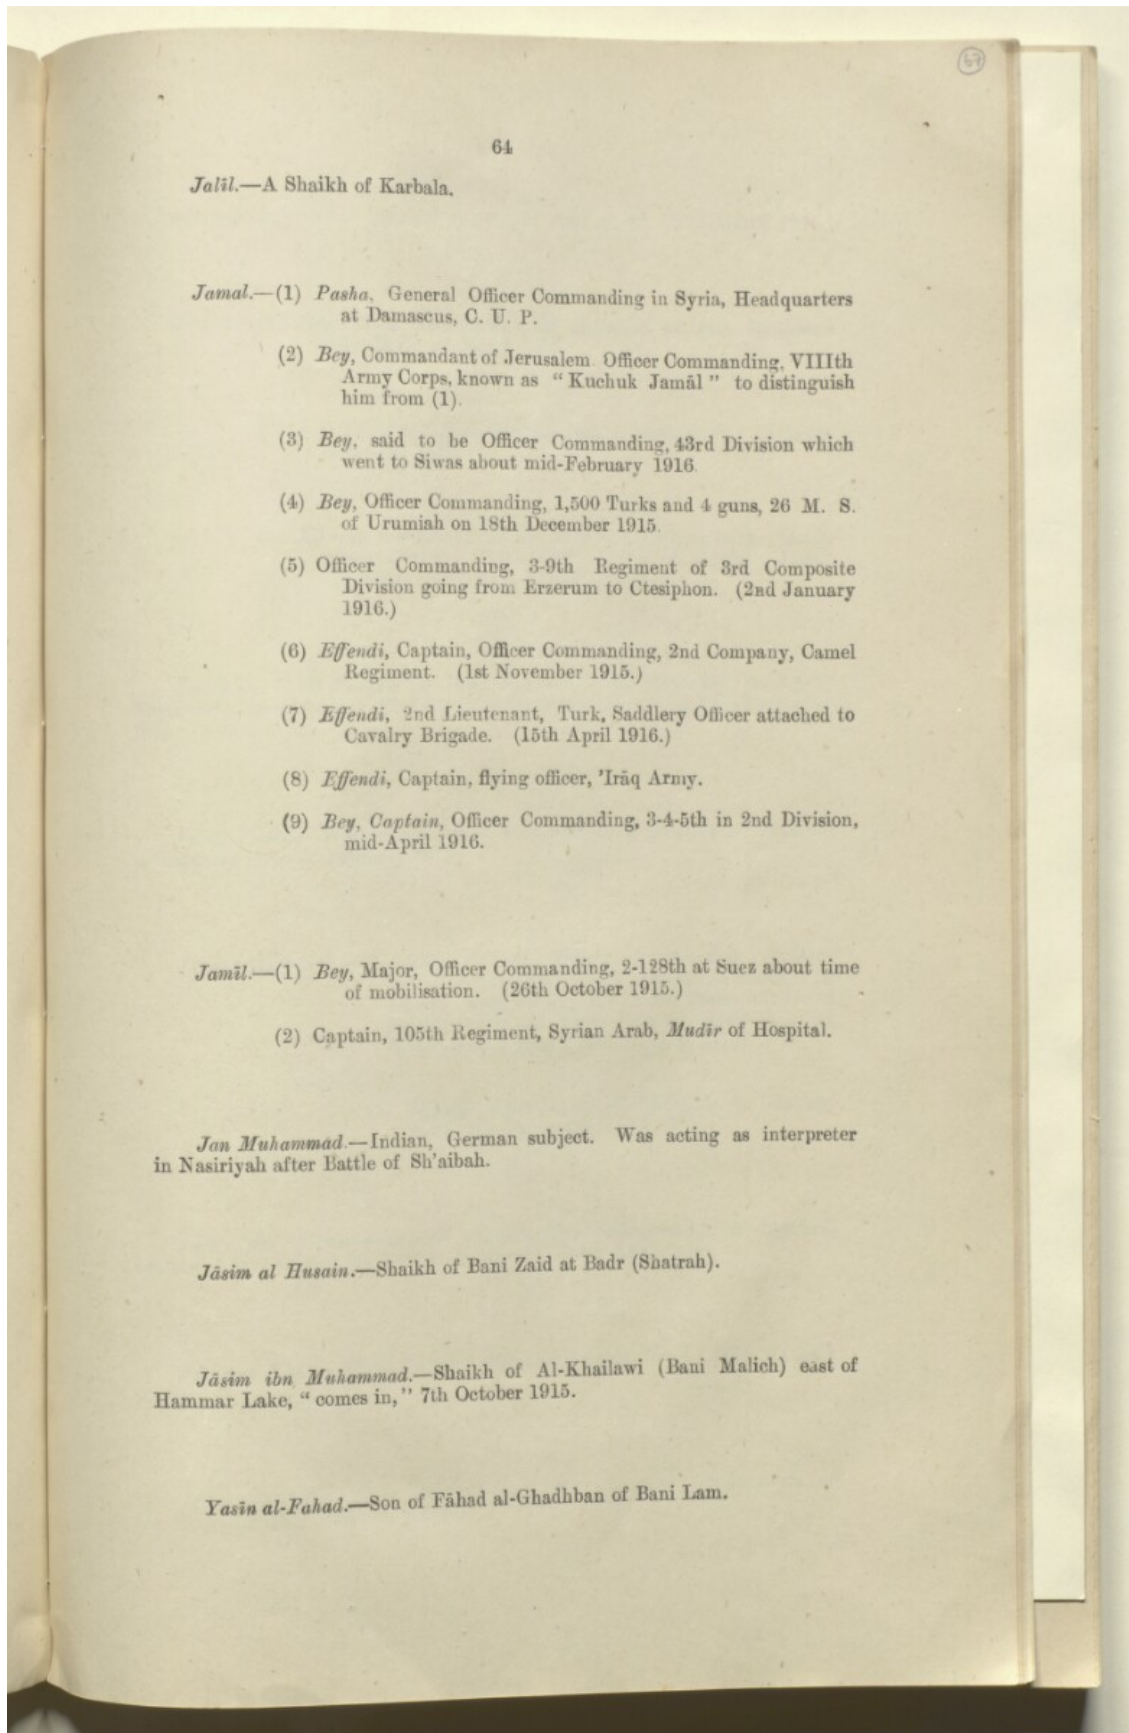 67
64
Jalīl.—A Shaikh of Karbala.
Jamal.—(1) Pasha, General Officer Commanding in Syria, Headquarters
at Damascus, C. U. P.
(2) Bey, Commandant of Jerusalem. Officer Commanding, VIIIth
Army Corps, known as “ Kuchuk Jamāl ” to distinguish
him from (1).
(3) Bey, said to be Officer Commanding, 43rd Division which
went to Siwas about mid-February 1916.
(4) Bey, Officer Commanding, 1,500 Turks and 4 guns, 26 M. S.
of Urumiah on 18th December 1915.
(5) Officer Commanding, 3-9th Regiment of 3rd Composite
Division going from Erzerum to Ctesiphon. (2nd January
1916.)
(6) Effendi, Captain, Officer Commanding, 2nd Company, Camel
Regiment. (1st November 1915.)
(7) Effendi, 2nd Lieutenant, Turk, Saddlery Officer attached to
Cavalry Brigade. (15th April 1916.)
(8) Effendi, Captain, flying officer, ’Irāq Army.
(9) Bey, Captain, Officer Commanding, 3-4-5th in 2nd Division,
mid-April 1916.
Jamīl.—(1) Bey, Major, Officer Commanding, 2-128th at Suez about time
of mobilisation. (26th October 1915.)
(2) Captain, 105th Regiment, Syrian Arab, Mudīr of Hospital.
Jan Muhammad.—Indian, German subject. Was acting as interpreter
in Nasiriyah after Battle of Sh’aibah.
Jāsim al Husain.—Shaikh of Bani Zaid at Badr (Shatrah).
Jāsim ibn Muhammad.—Shaikh of Al-Khailawi (Bani Malich) east of
Hammar Lake, “ comes in,” 7th October 1915.
Yasīn al-Fahad.—Son of Fāhad al-Ghadhban of Bani Lam.